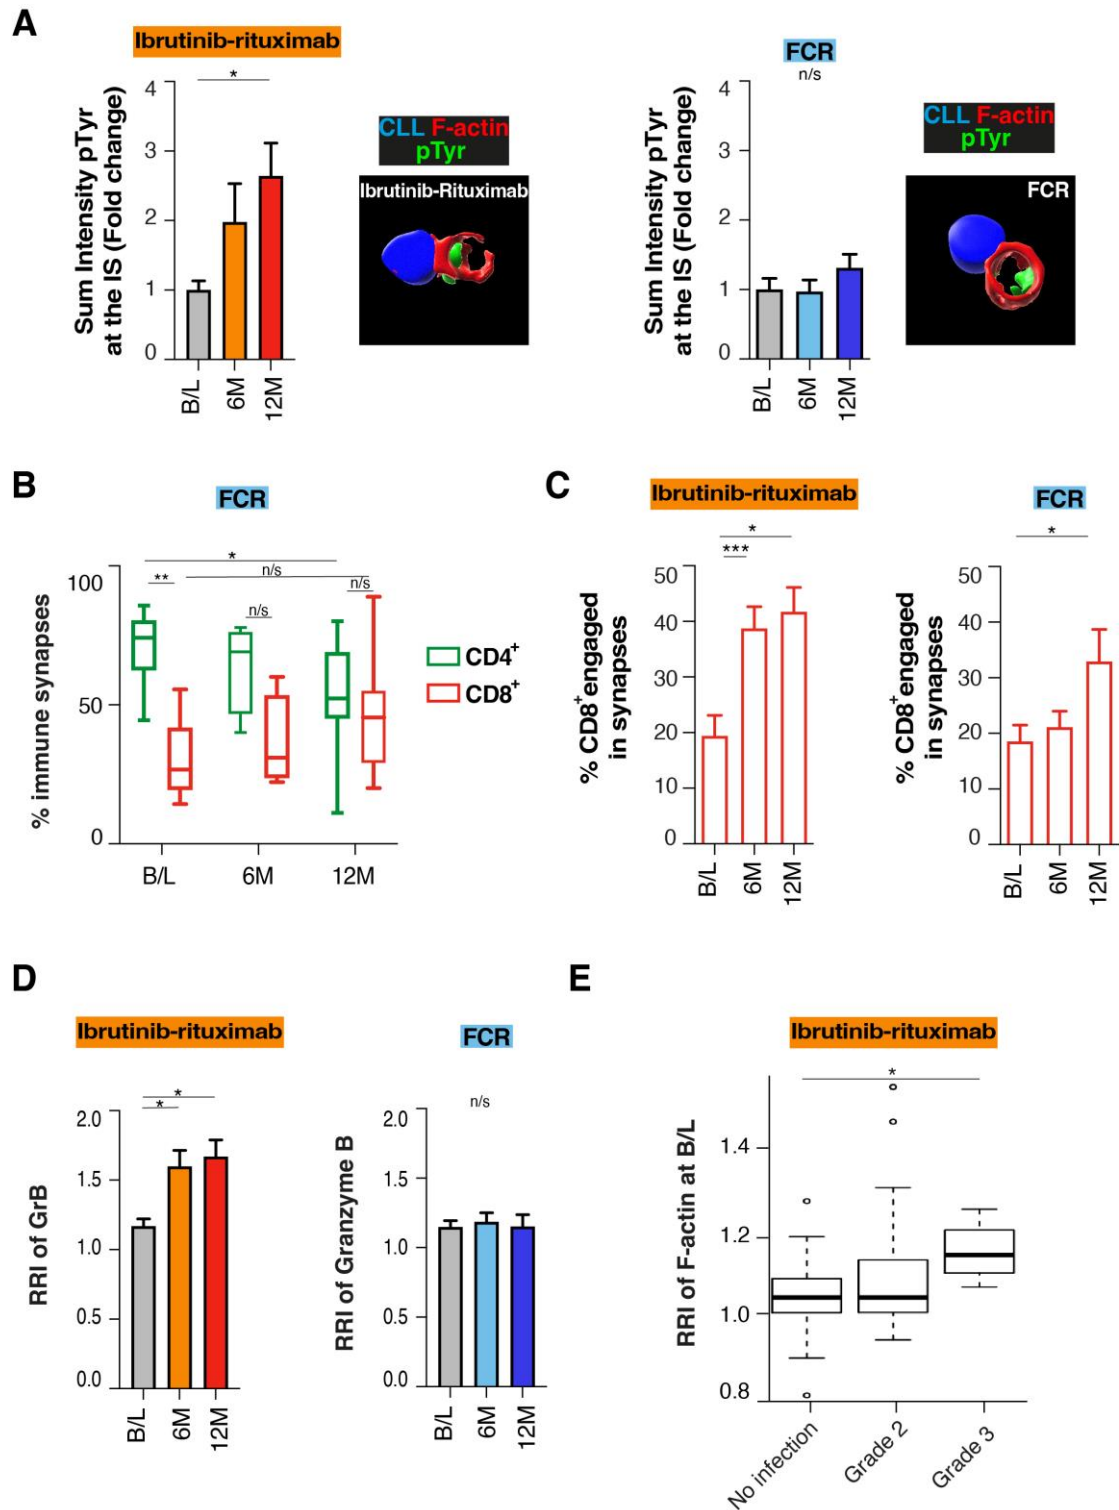 A
Ibrutinib-rituximab
*
Sum Intensity pTyr
at the IS (Fold change)
4
3
2
1
0
B/L
6M
12M
CLL F-actin
pTyr
Ibrutinib-Rituximab
FCR
n/s
Sum Intensity pTyr
at the IS (Fold change)
4
3
2
1
0
B/L
6M
12M
CLL F-actin
pTyr
FCR
B
FCR
*
n/s
**
n/s
n/s
% immune synapses
100
50
0
B/L
6M
12M
CD4+
CD8+
C
Ibrutinib-rituximab
*
***
% CD8+engaged
in synapses
50
40
30
20
10
0
B/L
6M
12M
FCR
*
% CD8+engaged
in synapses
50
40
30
20
10
0
B/L
6M
12M
D
Ibrutinib-rituximab
*
*
RRI of GrB
2.0
1.5
1.0
0.5
0.0
B/L
6M
12M
FCR
n/s
RRI of Granzyme B
2.0
1.5
1.0
0.5
0.0
B/L
6M
12M
E
Ibrutinib-rituximab
*
RRI of F-actin at B/L
1.4
1.2
1.0
0.8
No infection
Grade 2
Grade 3